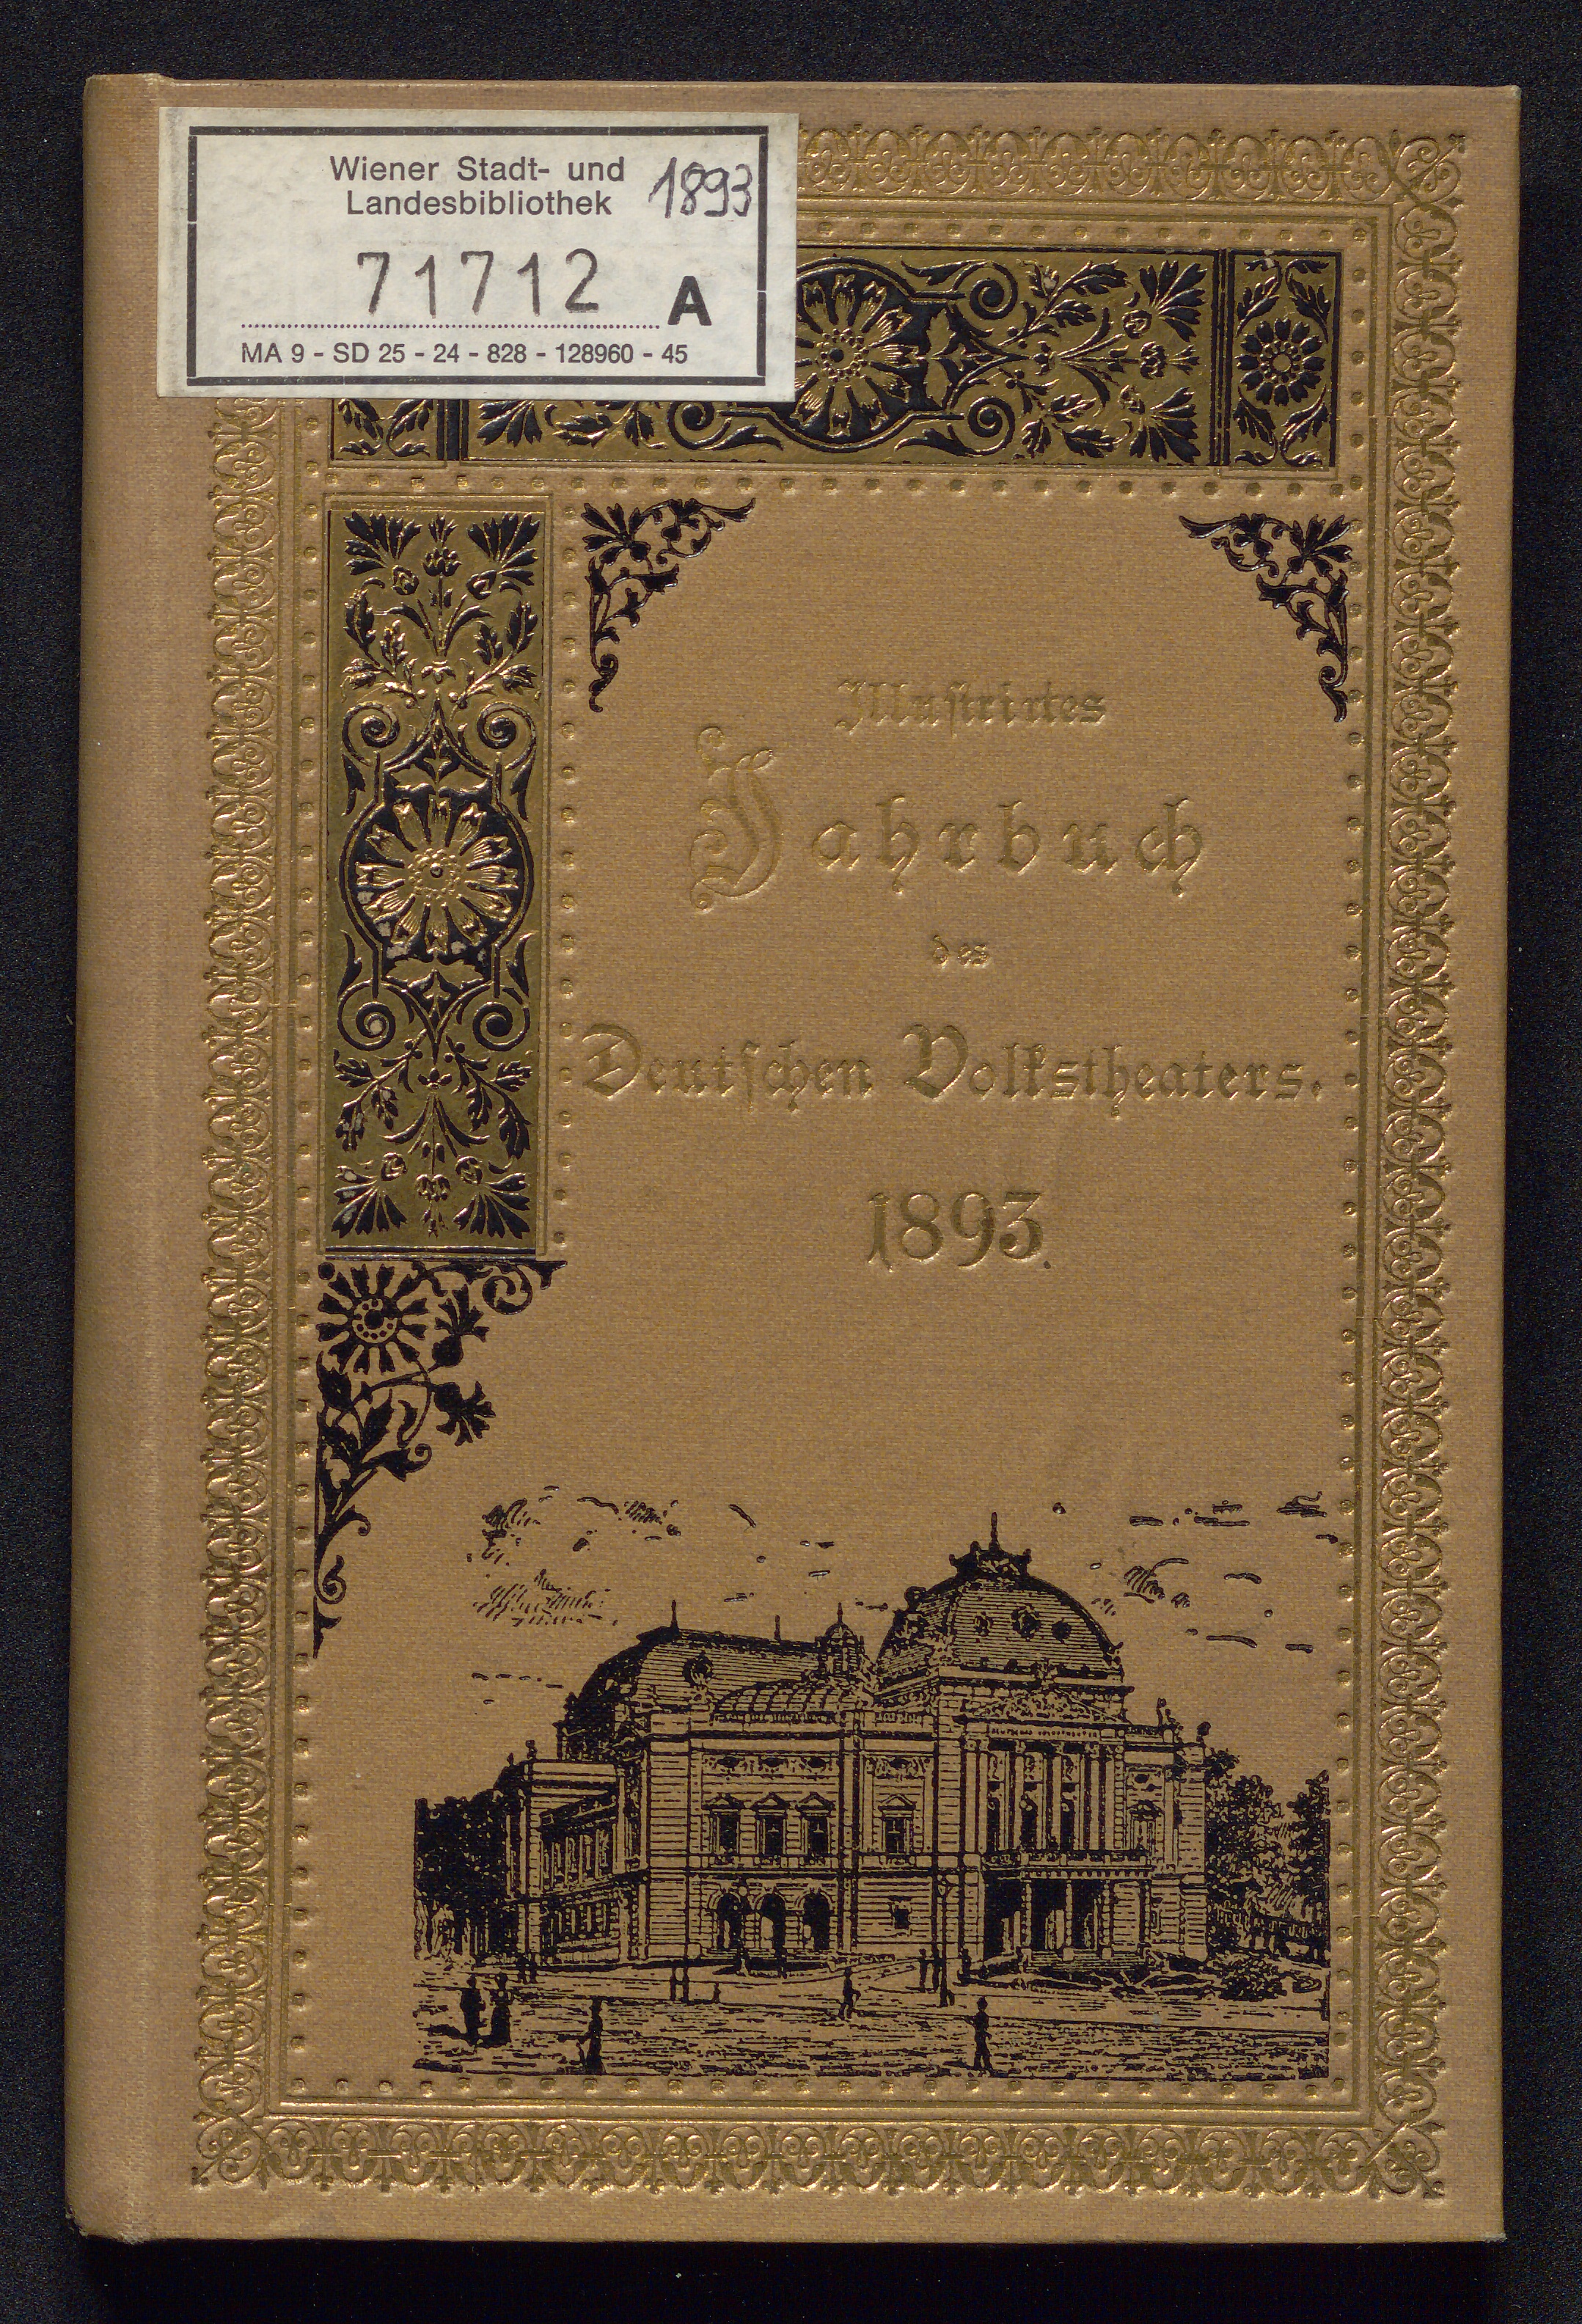 Wiener Stadt- und
Landesbibliothek
1893
71712 A
MA 9 - SD 25 - 24 - 828 - 128960 - 45
Illustrirtes
Jahrbuch
des
Deutschen Volkstheaters.
1893.